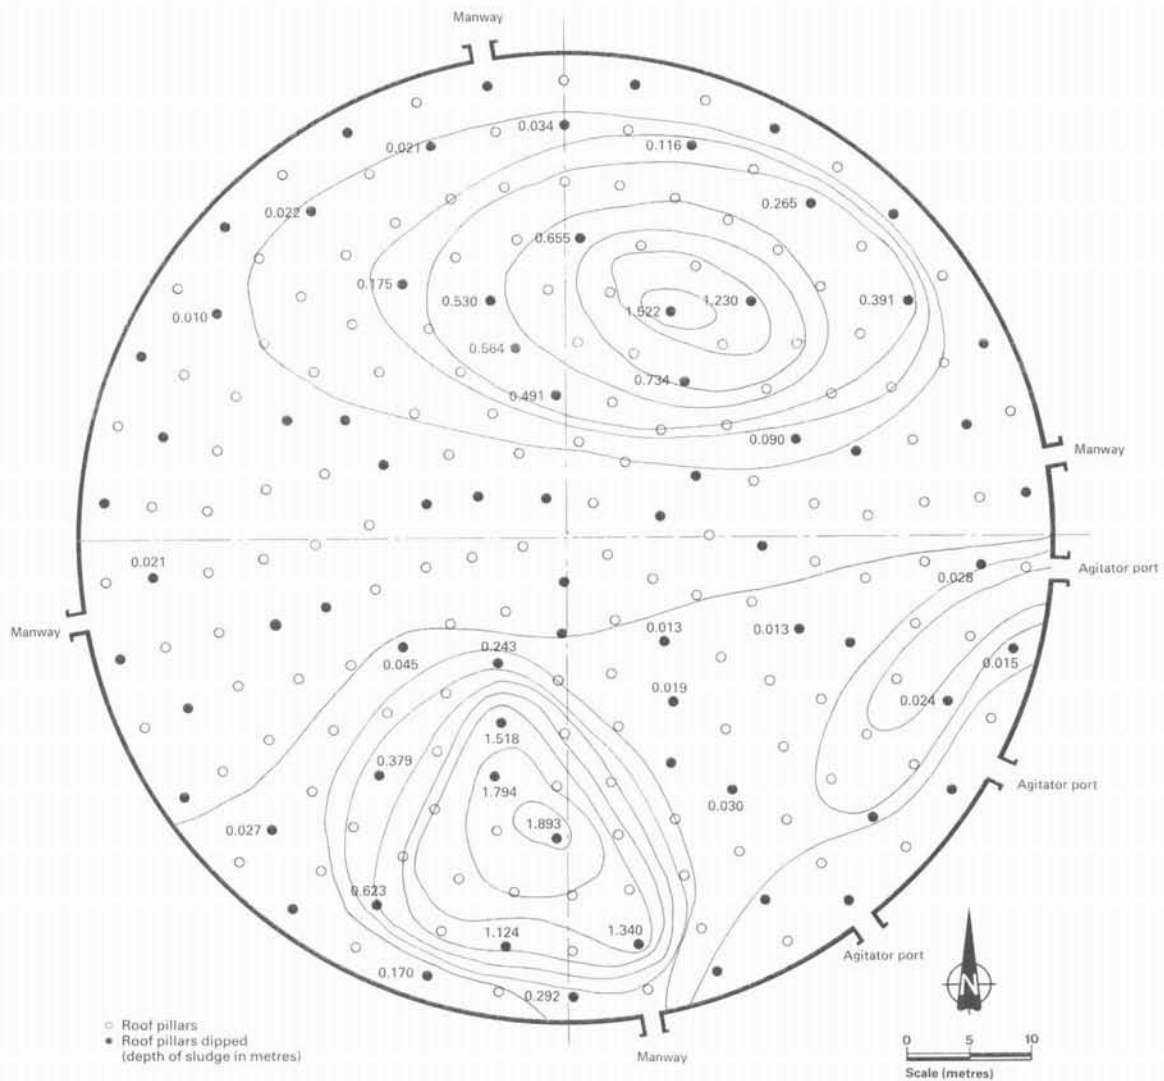 Manway
0.034
0.021
0.116
0.022
0.265
0.655
0.175
0.530
1.230
0.391
0.010
1.522
0.564
0.734
0.491
0.090
Manway
0.021
0.028
Agitator port
Manway
0.013
0.013
0.243
0.045
0.015
0.019
0.024
1.518
0.379
1.794
Agitator port
0.030
0.027
1.893
0.623
1.124
1.340
Agitator port
0.170
N
0.292
Roof pillars
Roof pillars dipped
(depth of sludge in metres)
Manway
0 5 10
Scale (metres)